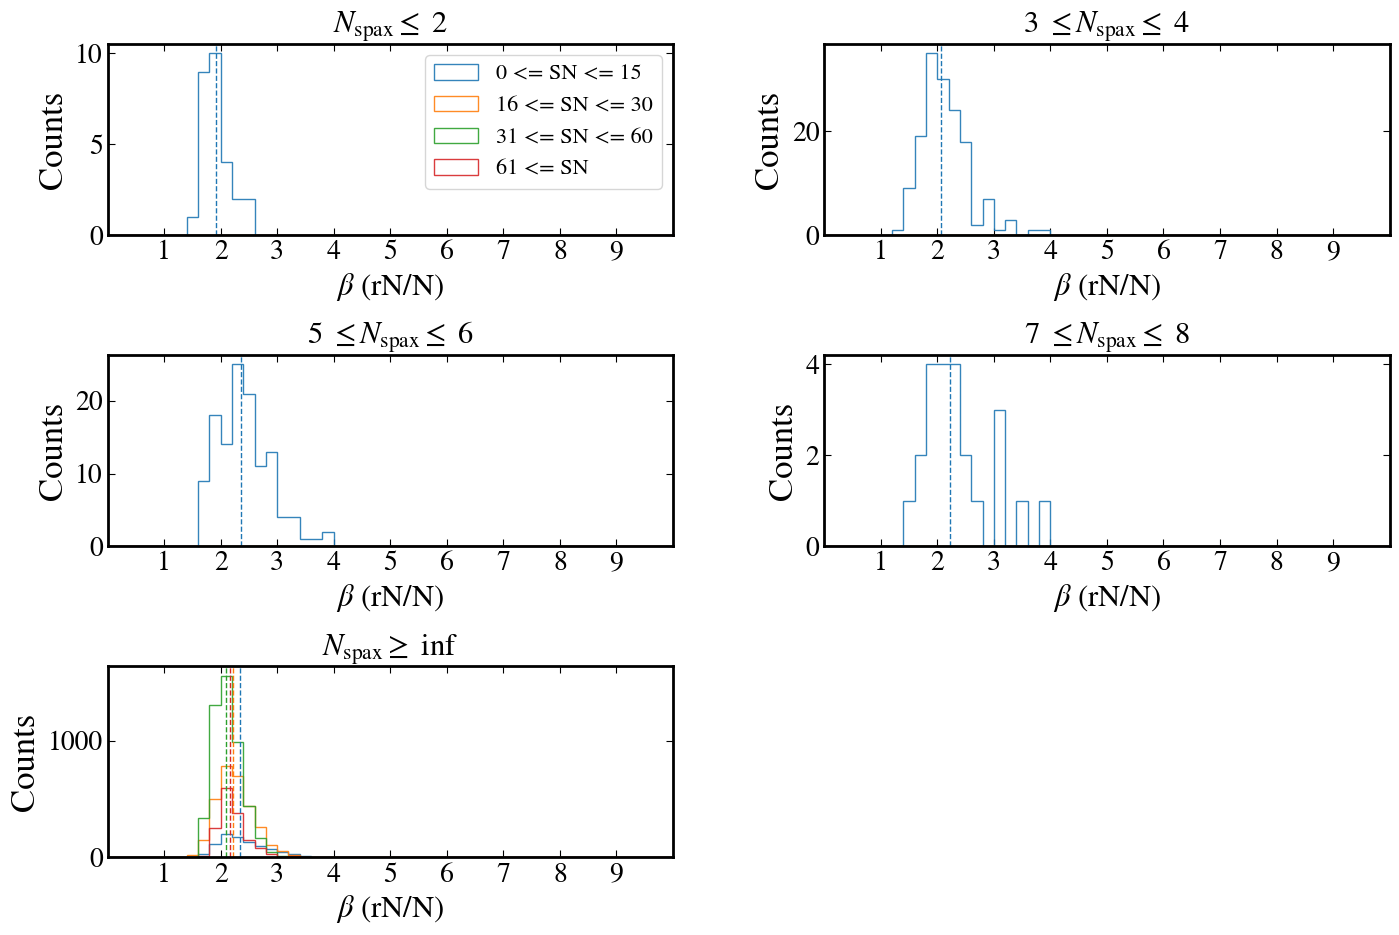 N_spax ≤ 2
10
5
0
Counts
0 <= SN <= 15
16 <= SN <= 30
31 <= SN <= 60
61 <= SN
1 2 3 4 5 6 7 8 9
β (rN/N)
3 ≤N_spax ≤ 4
20
0
Counts
1 2 3 4 5 6 7 8 9
β (rN/N)
5 ≤N_spax ≤ 6
20
10
0
Counts
1 2 3 4 5 6 7 8 9
β (rN/N)
7 ≤N_spax ≤ 8
4
2
0
Counts
1 2 3 4 5 6 7 8 9
β (rN/N)
N_spax ≥ inf
1000
0
Counts
1 2 3 4 5 6 7 8 9
β (rN/N)